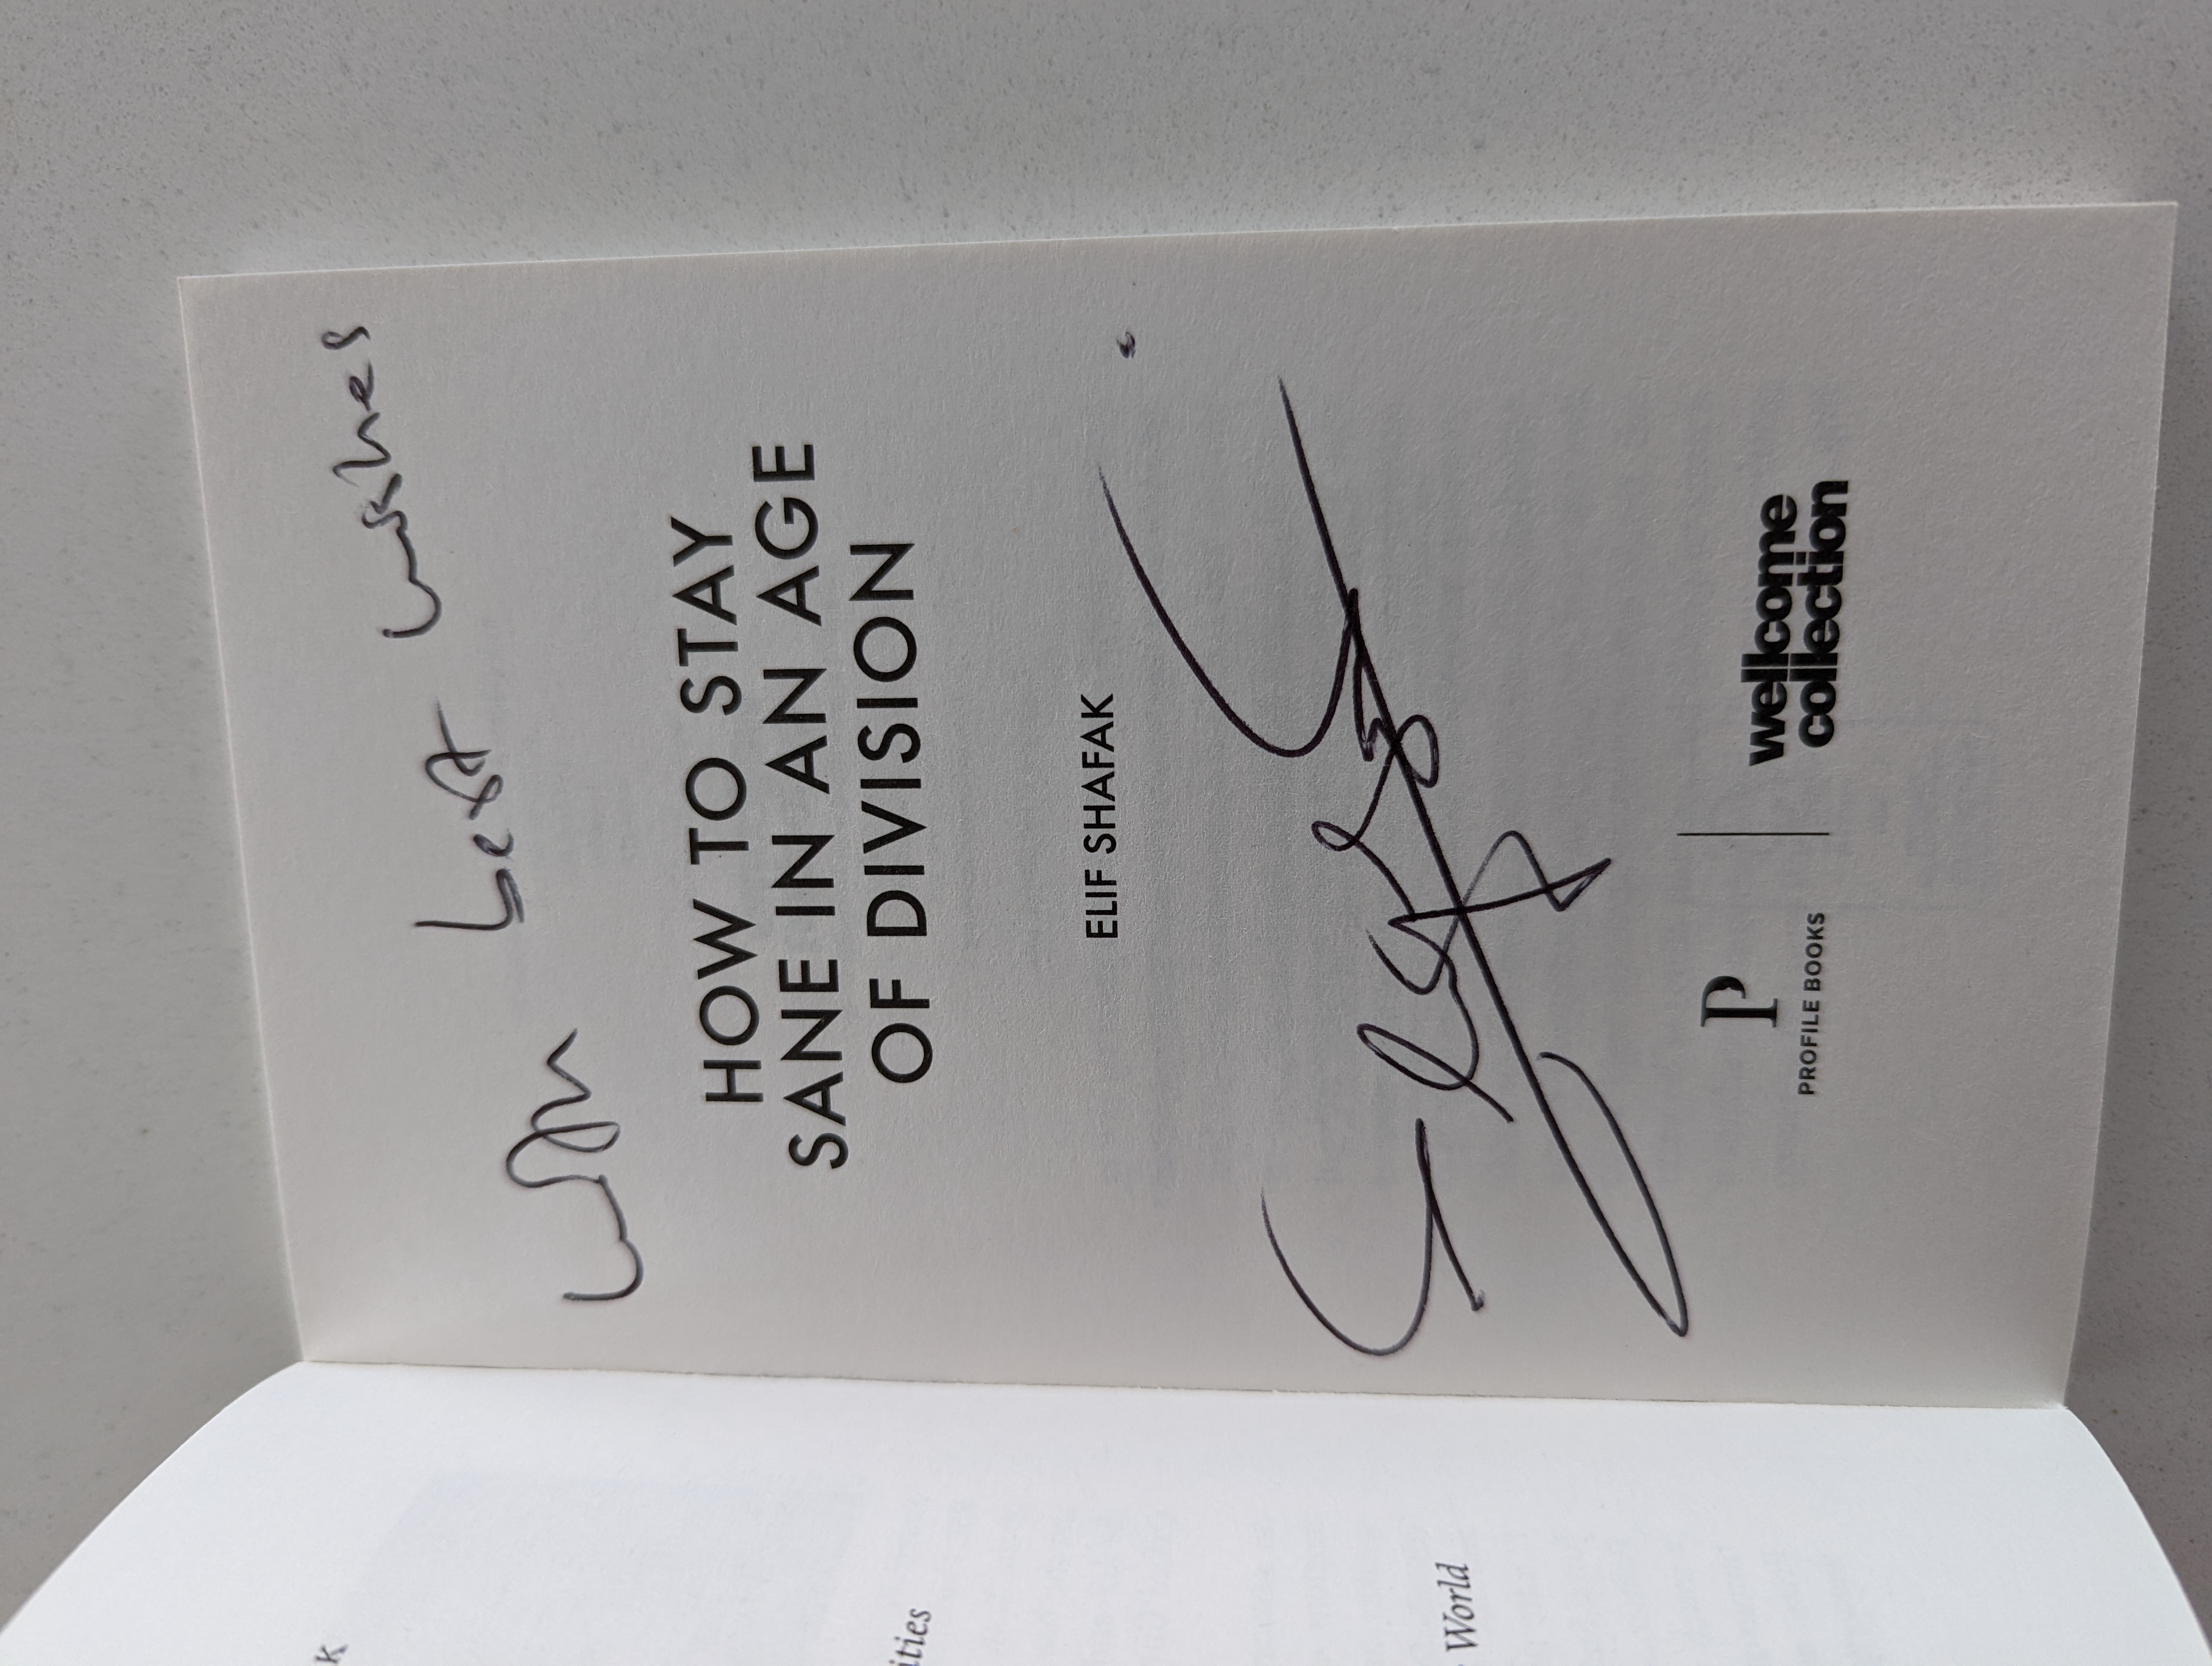 With best wishes
HOW TO STAY
SANE IN AN AGE
OF DIVISION
ELIF SHAFAK
P
PROFILE BOOKS
wellcome
collection
k
ities
World